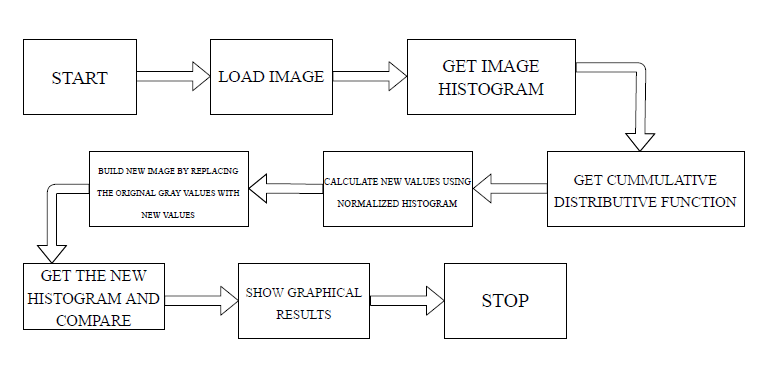 START
LOAD IMAGE
GET IMAGE
HISTOGRAM
GET CUMMULATIVE
DISTRIBUTIVE FUNCTION
CALCULATE NEW VALUES USING
NORMALIZED HISTOGRAM
BUILD NEW IMAGE BY REPLACING
THE ORIGINAL GRAY VALUES WITH
NEW VALUES
GET THE NEW
HISTOGRAM AND
COMPARE
SHOW GRAPHICAL
RESULTS
STOP